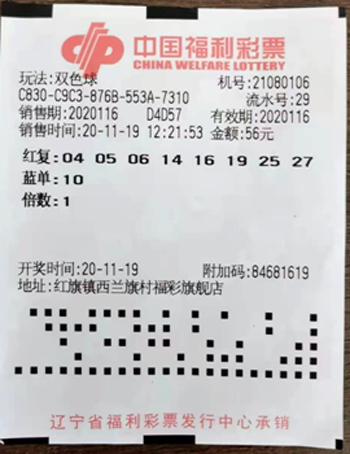 中国福利彩票
CHINA WELFARE LOTTERY
玩法:双色球 机号:21080106
C830-C9C3-876B-553A-7310 流水号:29
销售期:2020116 D4D57 有效期:2020116
销售时间:20-11-19 12:21:53 金额:56元
红复:04 05 06 14 16 19 25 27
蓝单:10
倍数:1
开奖时间:20-11-19 附加码:84681619
地址:红旗镇西兰旗村福彩旗舰店
辽宁省福利彩票发行中心承销